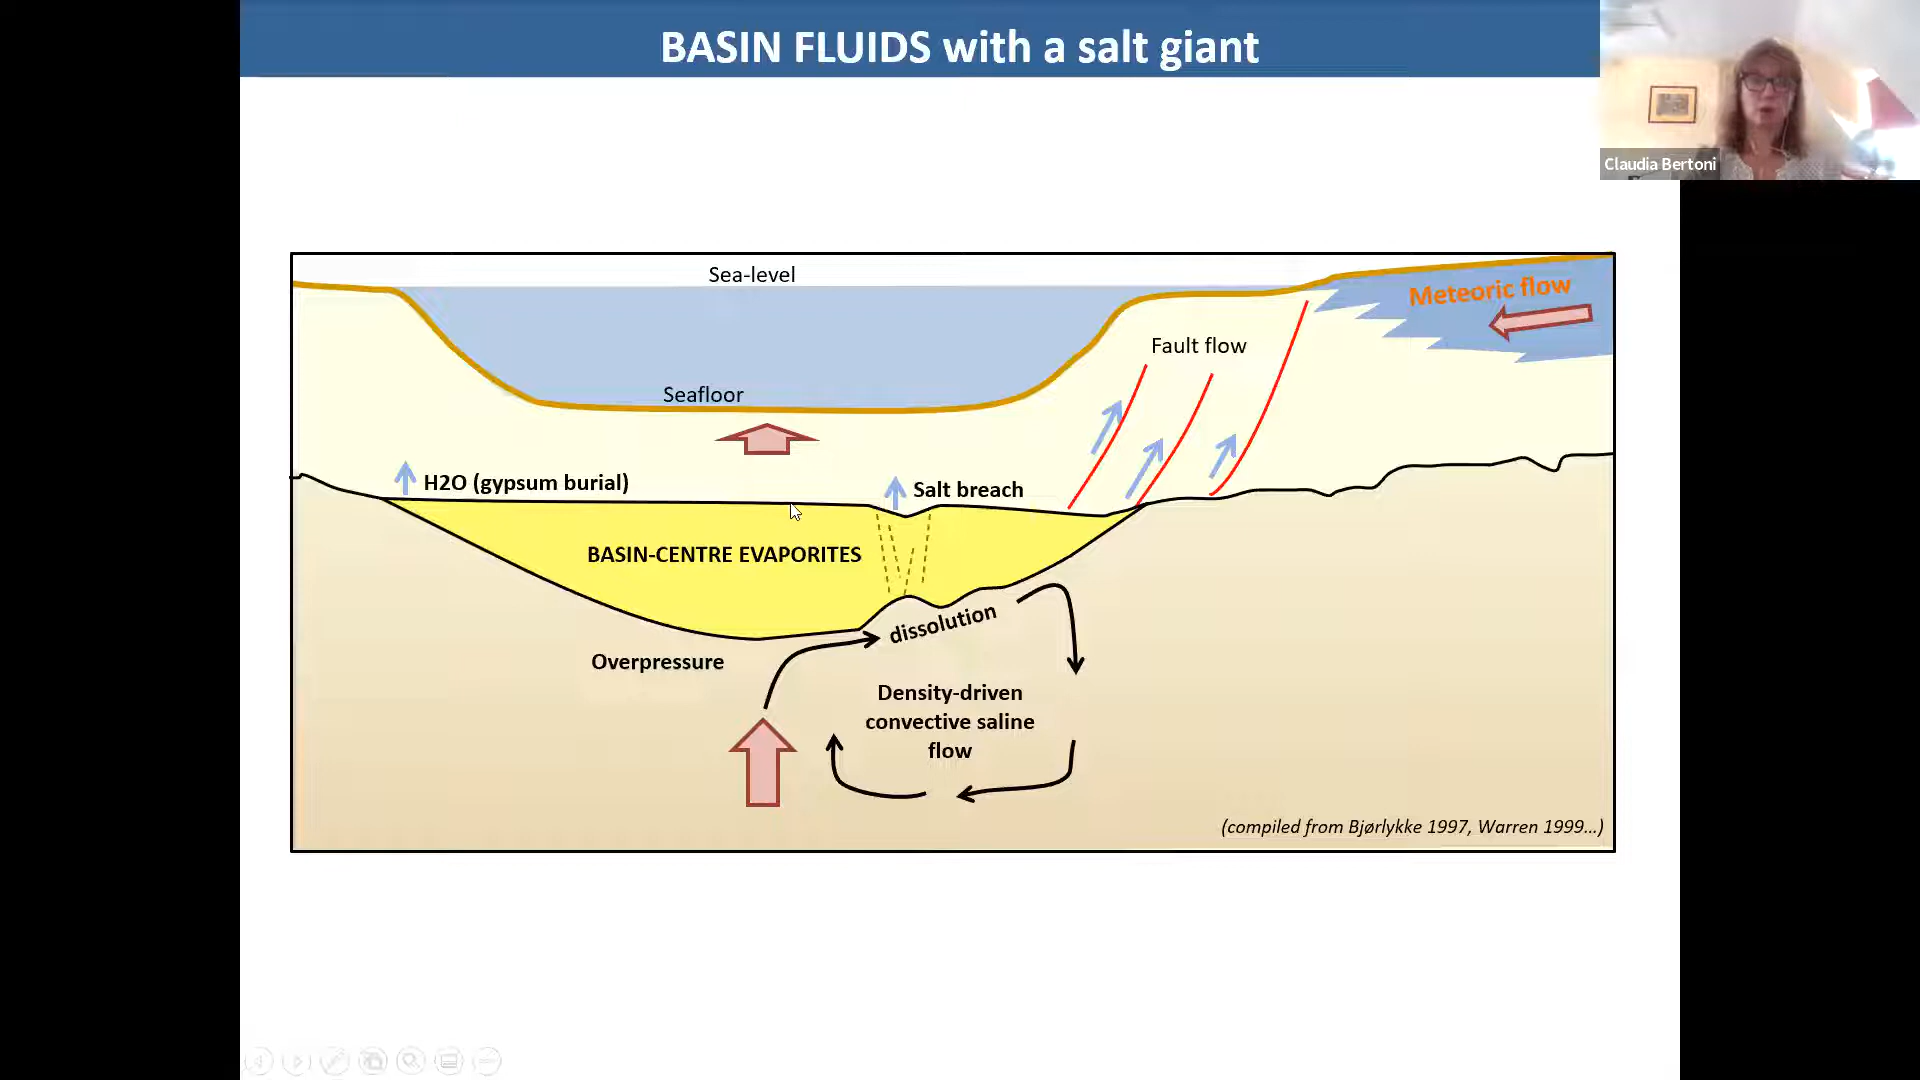 BASIN FLUIDS with a salt giant
Claudia Bertoni
Sea-level
Meteoric flow
Fault flow
Seafloor
H2O (gypsum burial)
Salt breach
BASIN-CENTRE EVAPORITES
dissolution
Overpressure
Density-driven
convective saline
flow
(compiled from Bjørlykke 1997, Warren 1999...)